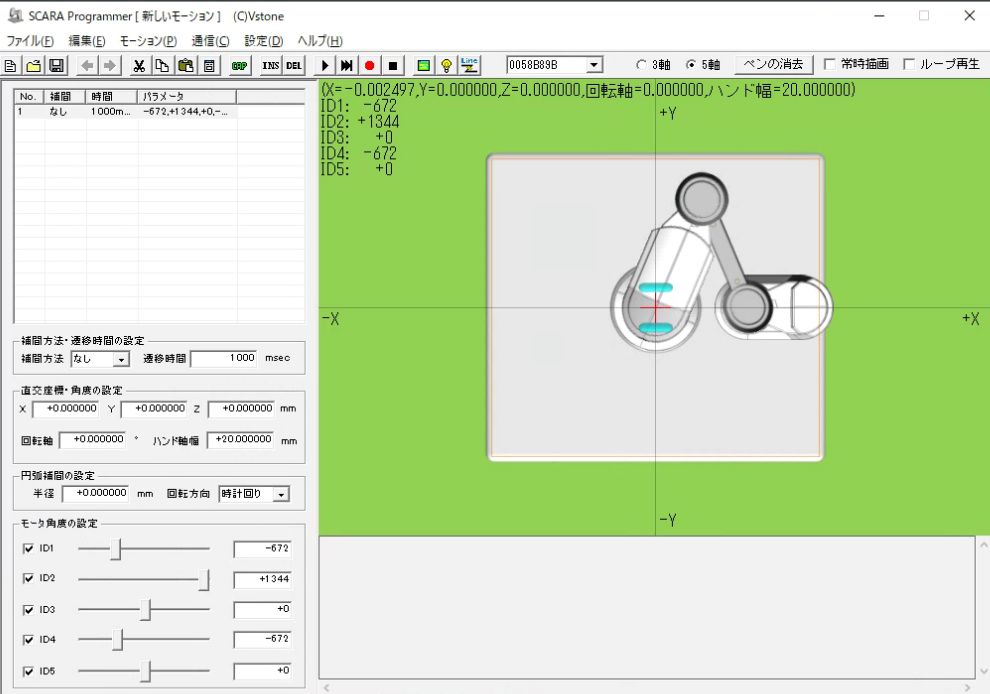 SCARA Programmer [ 新しいモーション ]　(C)Vstone
ファイル(F)　編集(E)　モーション(P)　通信(C)　設定(D)　ヘルプ(H)
CAP INS DEL Line 0058B89B 3軸 5軸 ペンの消去 常時描画 ループ再生
No. 補間 時間 パラメータ
1 なし 1000m... -672,+1344,+0,-...
補間方法・遷移時間の設定
補間方法 なし 遷移時間 1000 msec
直交座標・角度の設定
X +0.000000 Y +0.000000 Z +0.000000 mm
回転軸 +0.000000 ° ハンド軸幅 +20.000000 mm
円弧補間の設定
半径 +0.000000 mm 回転方向 時計回り
モータ角度の設定
ID1 -672
ID2 +1344
ID3 +0
ID4 -672
ID5 +0
(X=-0.002497,Y=0.000000,Z=0.000000,回転軸=0.000000,ハンド幅=20.000000)
ID1: -672
ID2: +1344
ID3: +0
ID4: -672
ID5: +0
+Y
-X
+X
-Y